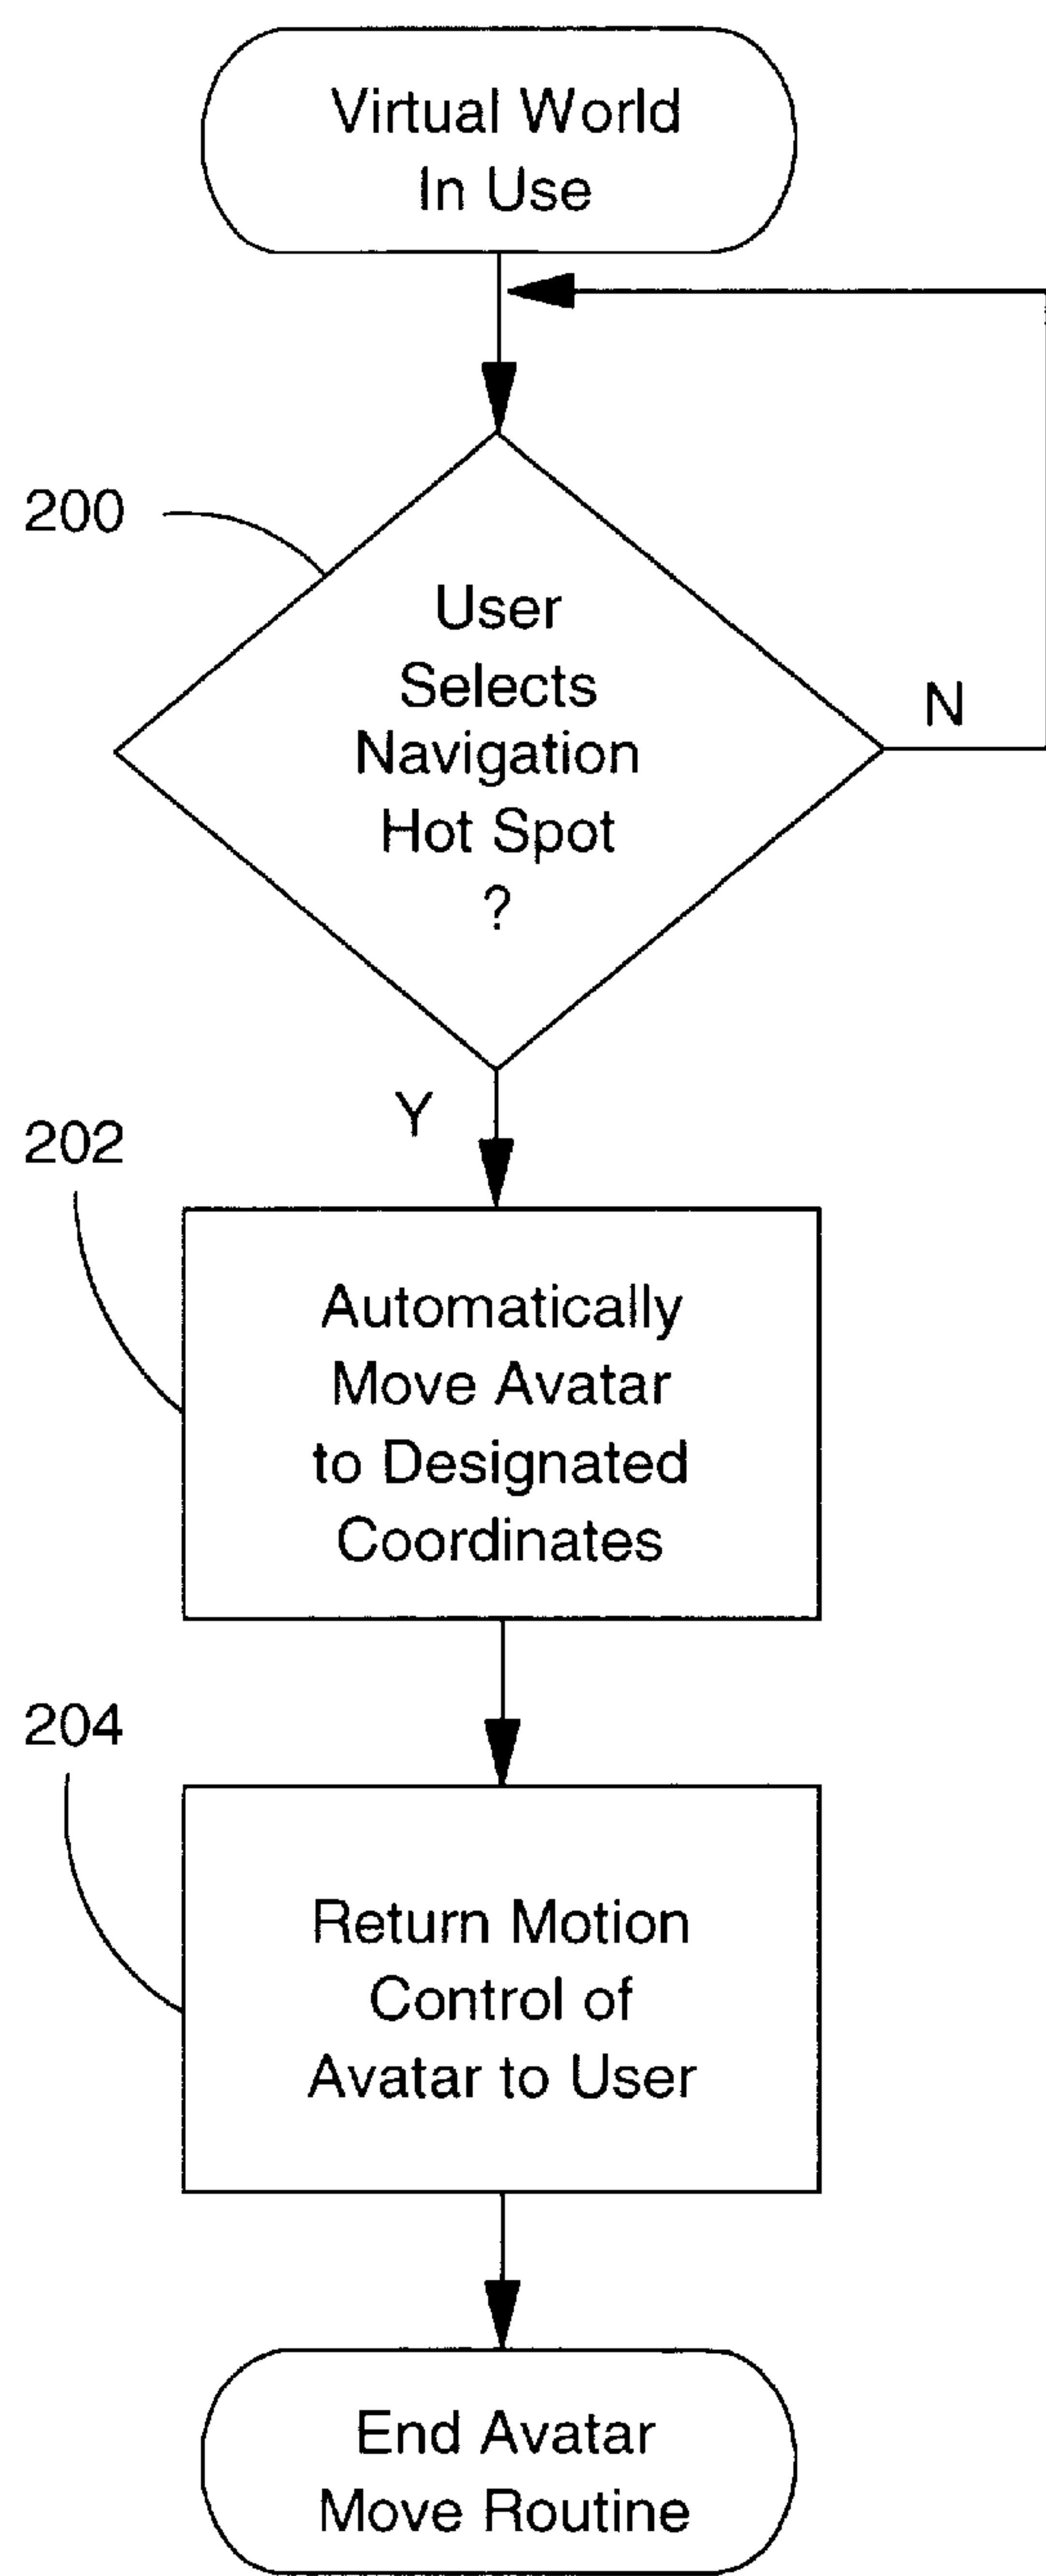 Virtual World
In Use
200
User
Selects
Navigation
Hot Spot
?
N
Y
202
Automatically
Move Avatar
to Designated
Coordinates
204
Return Motion
Control of
Avatar to User
End Avatar
Move Routine